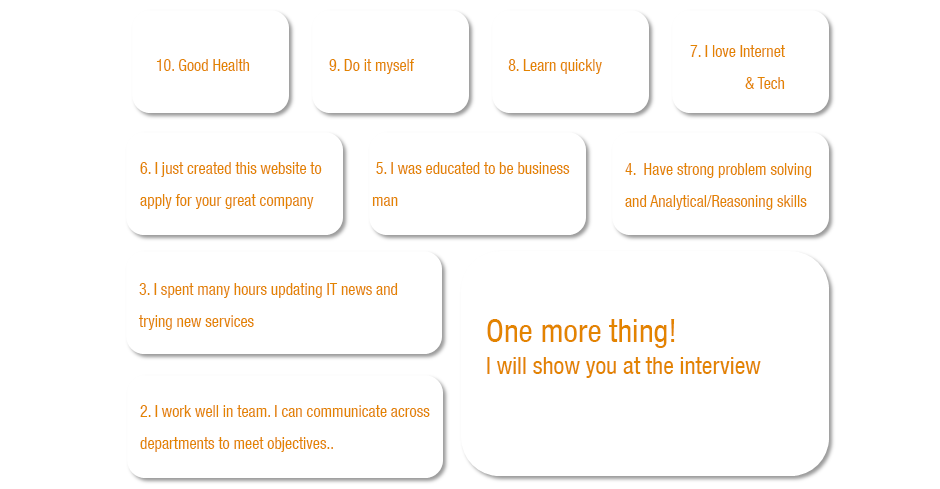 10. Good Health
9. Do it myself
8. Learn quickly
7. I love Internet
& Tech
6. I just created this website to
apply for your great company
5. I was educated to be business
man
4.  Have strong problem solving
and Analytical/Reasoning skills
3. I spent many hours updating IT news and
trying new services
One more thing!
I will show you at the interview
2. I work well in team. I can communicate across
departments to meet objectives..